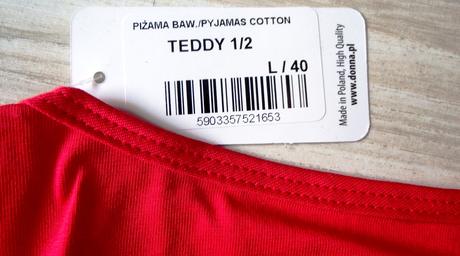 PIŻAMA BAW./PYJAMAS COTTON
TEDDY 1/2
L / 40
5903357521653
Made in Poland, High Quality
www.donna.pl